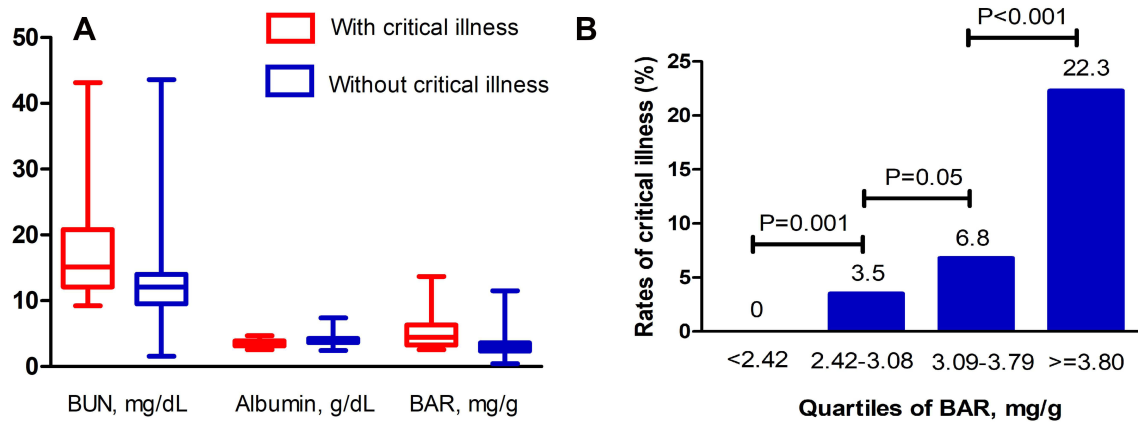 A
With critical illness
Without critical illness
50
40
30
20
10
0
BUN, mg/dL
Albumin, g/dL
BAR, mg/g
B
P<0.001
Rates of critical illness (%)
25
20
15
10
5
0
22.3
P=0.05
P=0.001
6.8
3.5
0
<2.42
2.42-3.08
3.09-3.79
>=3.80
Quartiles of BAR, mg/g